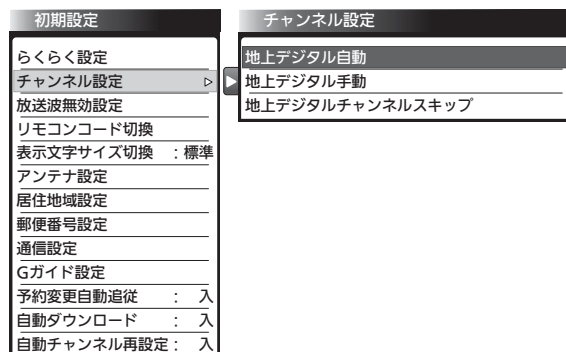 初期設定
らくらく設定
チャンネル設定
放送波無効設定
リモコンコード切換
表示文字サイズ切換 ：標準
アンテナ設定
居住地域設定
郵便番号設定
通信設定
Gガイド設定
予約変更自動追従 ： 入
自動ダウンロード ： 入
自動チャンネル再設定： 入
チャンネル設定
地上デジタル自動
地上デジタル手動
地上デジタルチャンネルスキップ